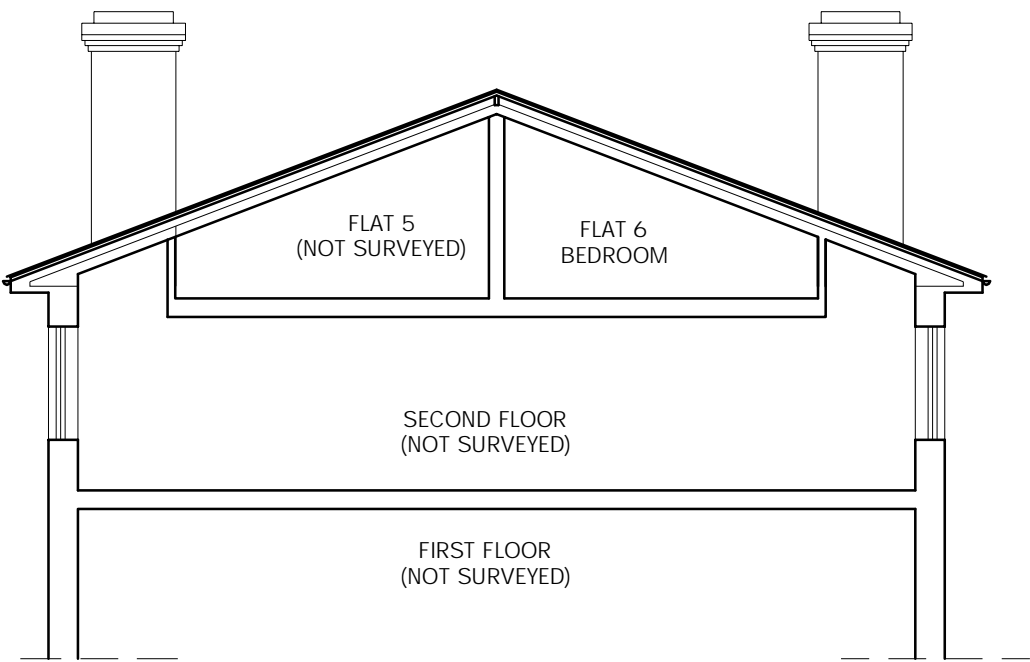 FLAT 5
(NOT SURVEYED)
FLAT 6
BEDROOM
SECOND FLOOR
(NOT SURVEYED)
FIRST FLOOR
(NOT SURVEYED)